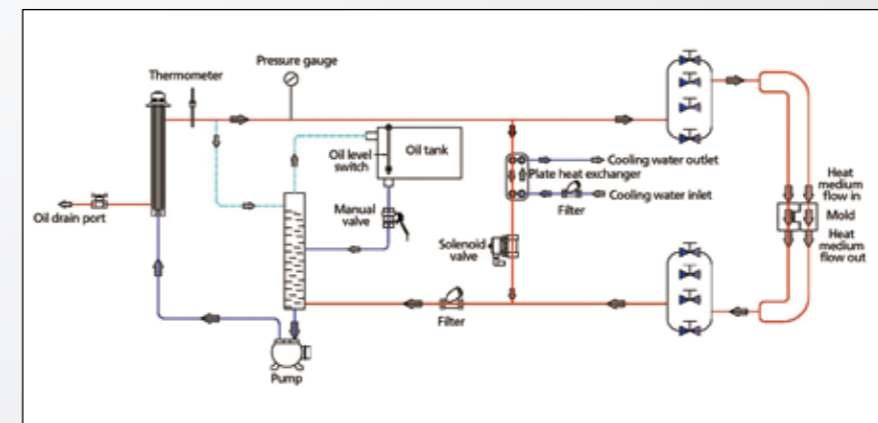 Pressure gauge
Thermometer
Oil level
switch
Oil tank
Cooling water outlet
Plate heat exchanger
Cooling water inlet
Filter
Heat
medium
flow in
Mold
Heat
medium
flow out
Oil drain port
Manual
valve
Solenoid
valve
Filter
Pump